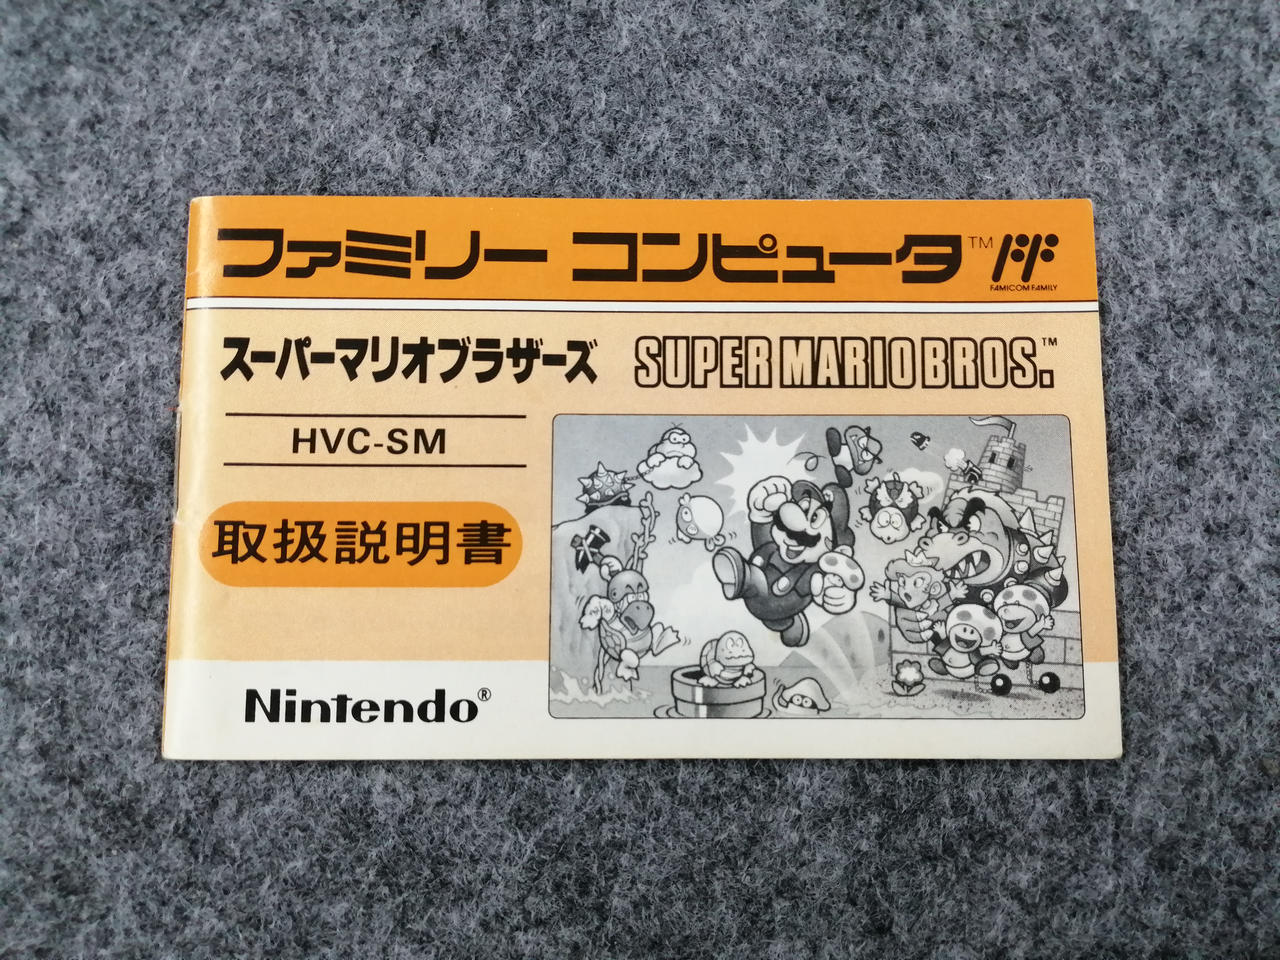 ファミリー コンピュータ™
FAMICOM FAMILY
スーパーマリオブラザーズ SUPER MARIO BROS.™
HVC-SM
取扱説明書
Nintendo®